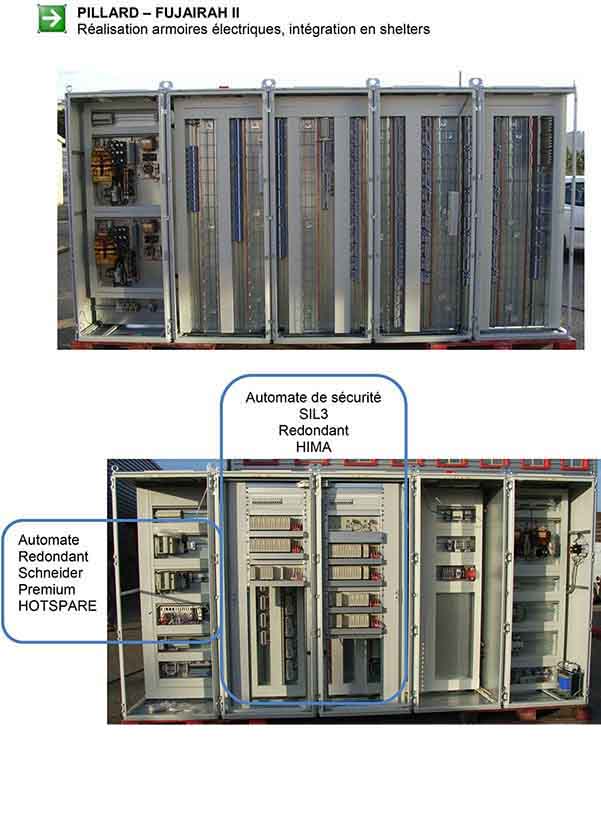 PILLARD – FUJAIRAH II
Réalisation armoires électriques, intégration en shelters
Automate de sécurité
SIL3
Redondant
HIMA
Automate
Redondant
Schneider
Premium
HOTSPARE